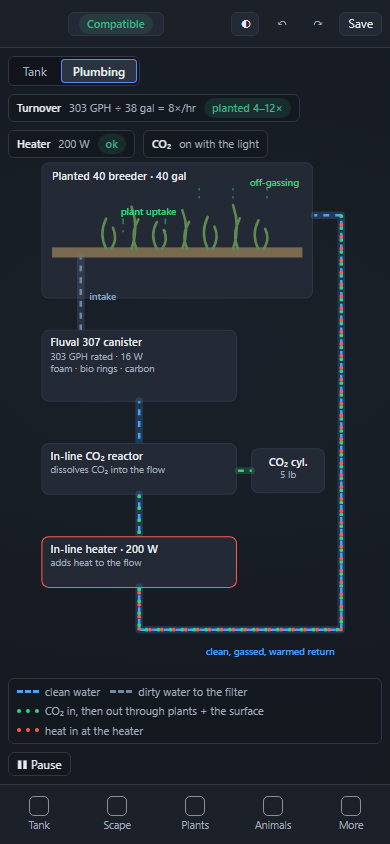 Compatible
Save
Tank
Plumbing
Turnover 303 GPH ÷ 38 gal = 8×/hr planted 4–12×
Heater 200 W ok
CO₂ on with the light
Planted 40 breeder · 40 gal
off-gassing
plant uptake
intake
Fluval 307 canister
303 GPH rated · 16 W
foam · bio rings · carbon
In-line CO₂ reactor
dissolves CO₂ into the flow
CO₂ cyl.
5 lb
In-line heater · 200 W
adds heat to the flow
clean, gassed, warmed return
clean water
dirty water to the filter
CO₂ in, then out through plants + the surface
heat in at the heater
Pause
Tank
Scape
Plants
Animals
More